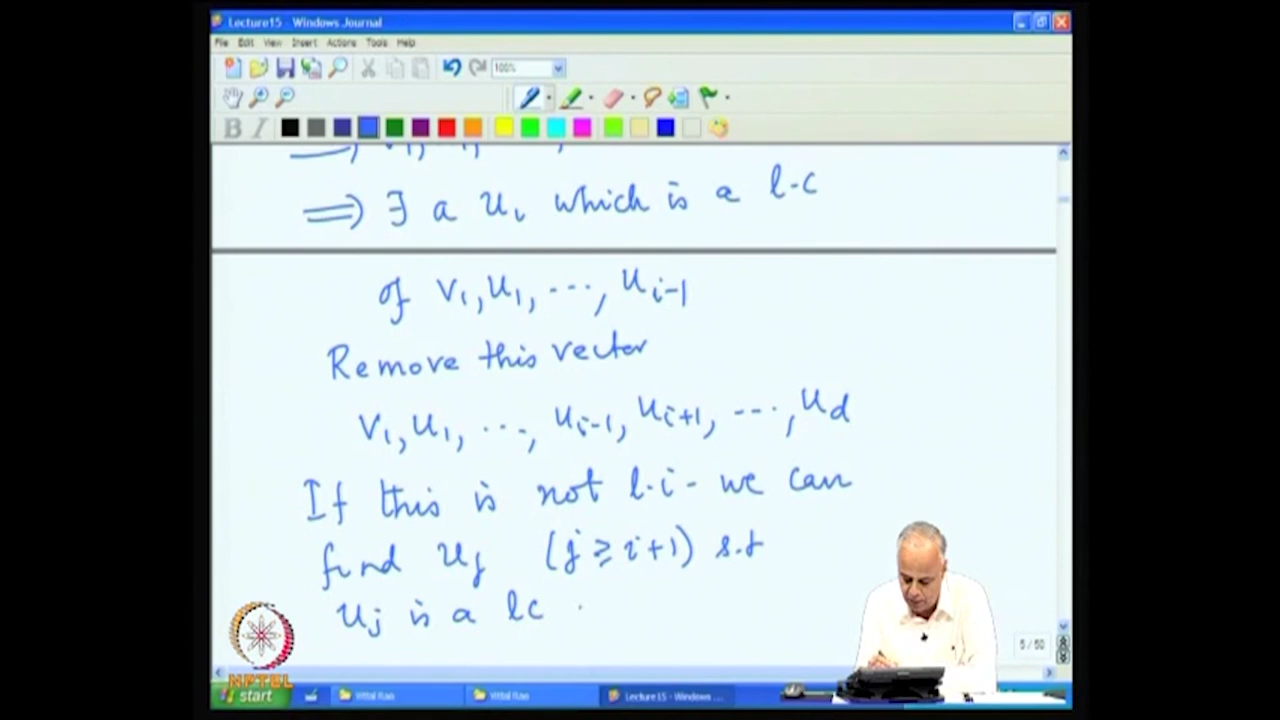 Lecture15 - Windows Journal
File Edit View Insert Actions Tools Help
100%
B I
⟹ ∃ a u_i which is a l.c
of v_1, u_1, ..., u_{i-1}
Remove this vector
v_1, u_1, ..., u_{i-1}, u_{i+1}, ..., u_d
If this is not l.i- we can
find u_j (j ≥ i+1) s.t
u_j is a lc
5 / 50
NPTEL
start Vittal Rao Vittal Rao Lecture15 - Windows ...